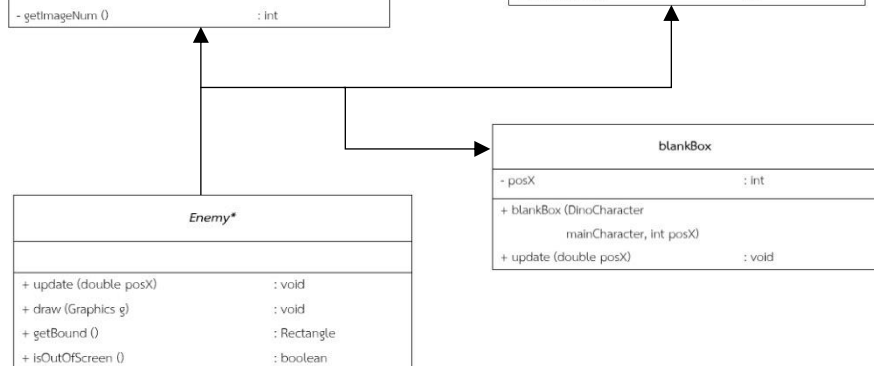 - getImageNum () : int
blankBox
- posX : int
+ blankBox (DinoCharacter
mainCharacter, int posX)
+ update (double posX) : void
Enemy*
+ update (double posX) : void
+ draw (Graphics g) : void
+ getBound () : Rectangle
+ isOutOfScreen () : boolean